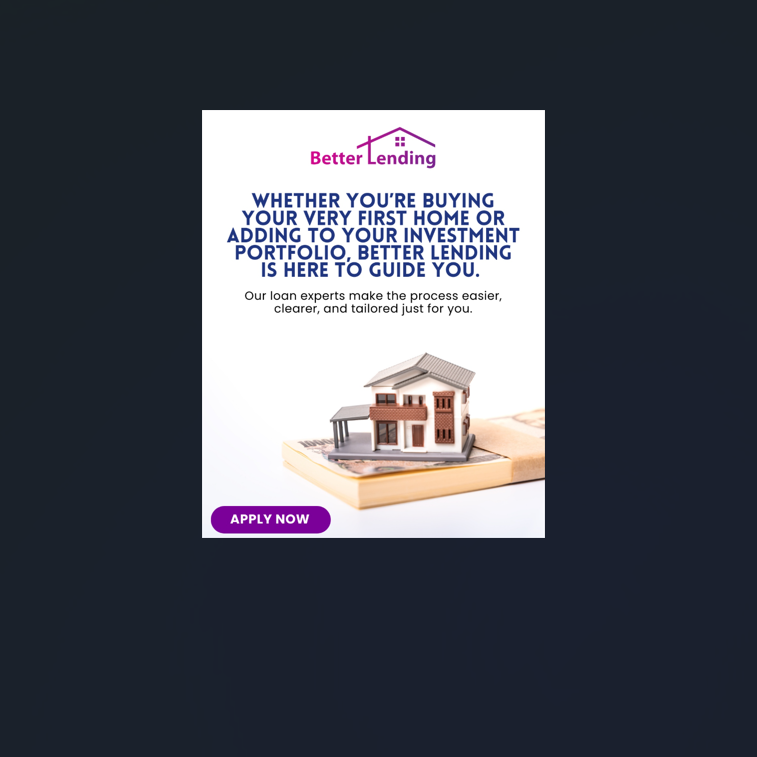 Better Lending
WHETHER YOU'RE BUYING
YOUR VERY FIRST HOME OR
ADDING TO YOUR INVESTMENT
PORTFOLIO, BETTER LENDING
IS HERE TO GUIDE YOU.
Our loan experts make the process easier,
clearer, and tailored just for you.
APPLY NOW